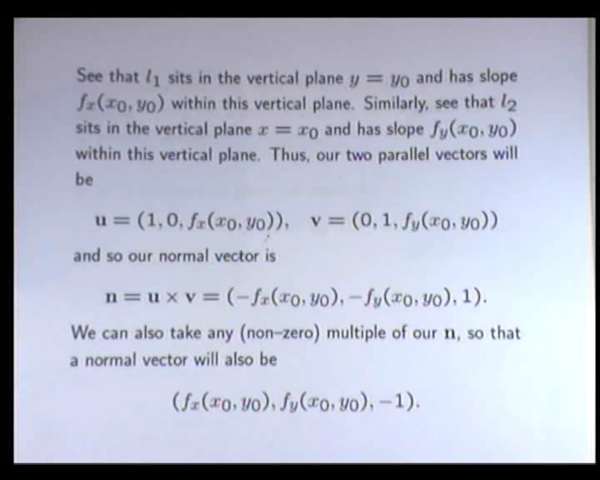 See that l₁ sits in the vertical plane y = y₀ and has slope
fₓ(x₀, y₀) within this vertical plane. Similarly, see that l₂
sits in the vertical plane x = x₀ and has slope f_y(x₀, y₀)
within this vertical plane. Thus, our two parallel vectors will
be
u = (1, 0, fₓ(x₀, y₀)), v = (0, 1, f_y(x₀, y₀))
and so our normal vector is
n = u × v = (−fₓ(x₀, y₀), −f_y(x₀, y₀), 1).
We can also take any (non–zero) multiple of our n, so that
a normal vector will also be
(fₓ(x₀, y₀), f_y(x₀, y₀), −1).